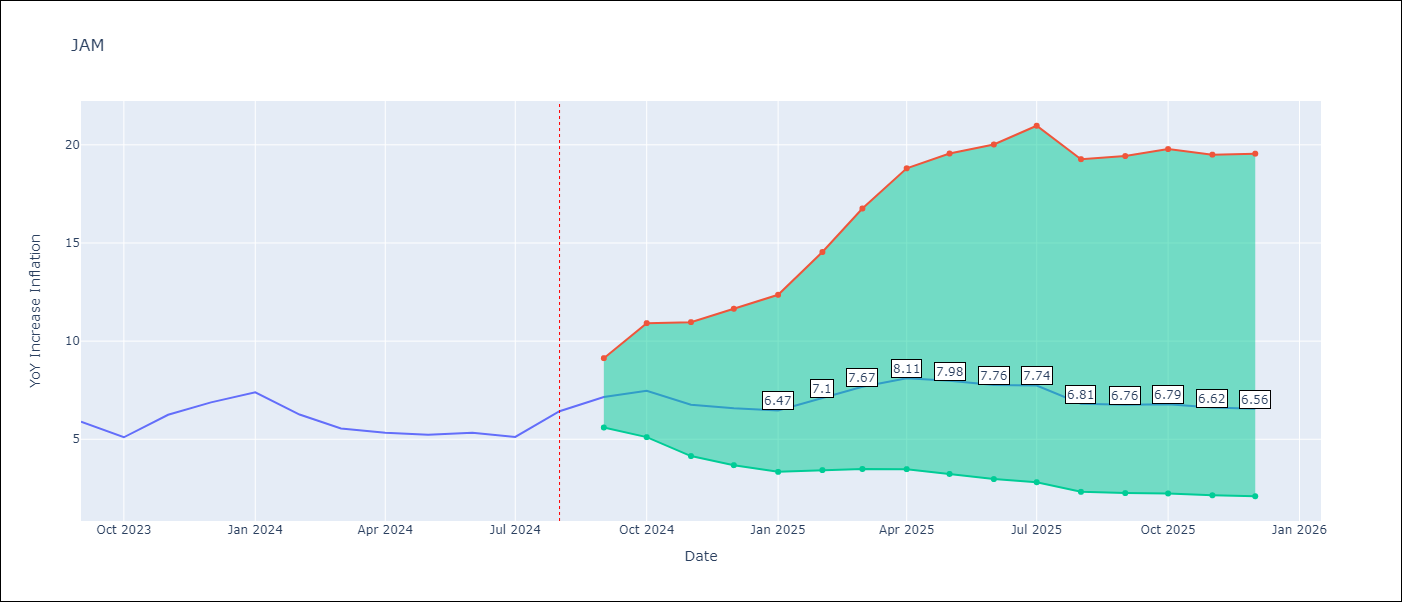 JAM
YoY Increase Inflation
20
15
10
5
6.47
7.1
7.67
8.11
7.98
7.76
7.74
6.81
6.76
6.79
6.62
6.56
Oct 2023
Jan 2024
Apr 2024
Jul 2024
Oct 2024
Jan 2025
Apr 2025
Jul 2025
Oct 2025
Jan 2026
Date